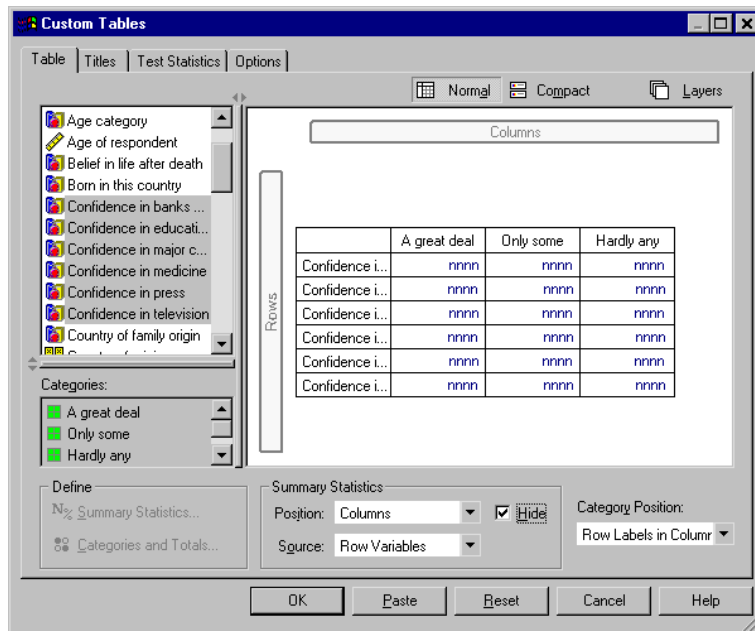 Custom Tables
Table Titles Test Statistics Options
Normal Compact Layers
Age category
Age of respondent
Belief in life after death
Born in this country
Confidence in banks ...
Confidence in educati...
Confidence in major c...
Confidence in medicine
Confidence in press
Confidence in television
Country of family origin
Categories:
A great deal
Only some
Hardly any
Columns
Rows
A great deal Only some Hardly any
Confidence i... nnnn nnnn nnnn
Confidence i... nnnn nnnn nnnn
Confidence i... nnnn nnnn nnnn
Confidence i... nnnn nnnn nnnn
Confidence i... nnnn nnnn nnnn
Confidence i... nnnn nnnn nnnn
Define
N% Summary Statistics...
Categories and Totals...
Summary Statistics
Position: Columns Hide
Source: Row Variables
Category Position:
Row Labels in Columr
OK Paste Reset Cancel Help